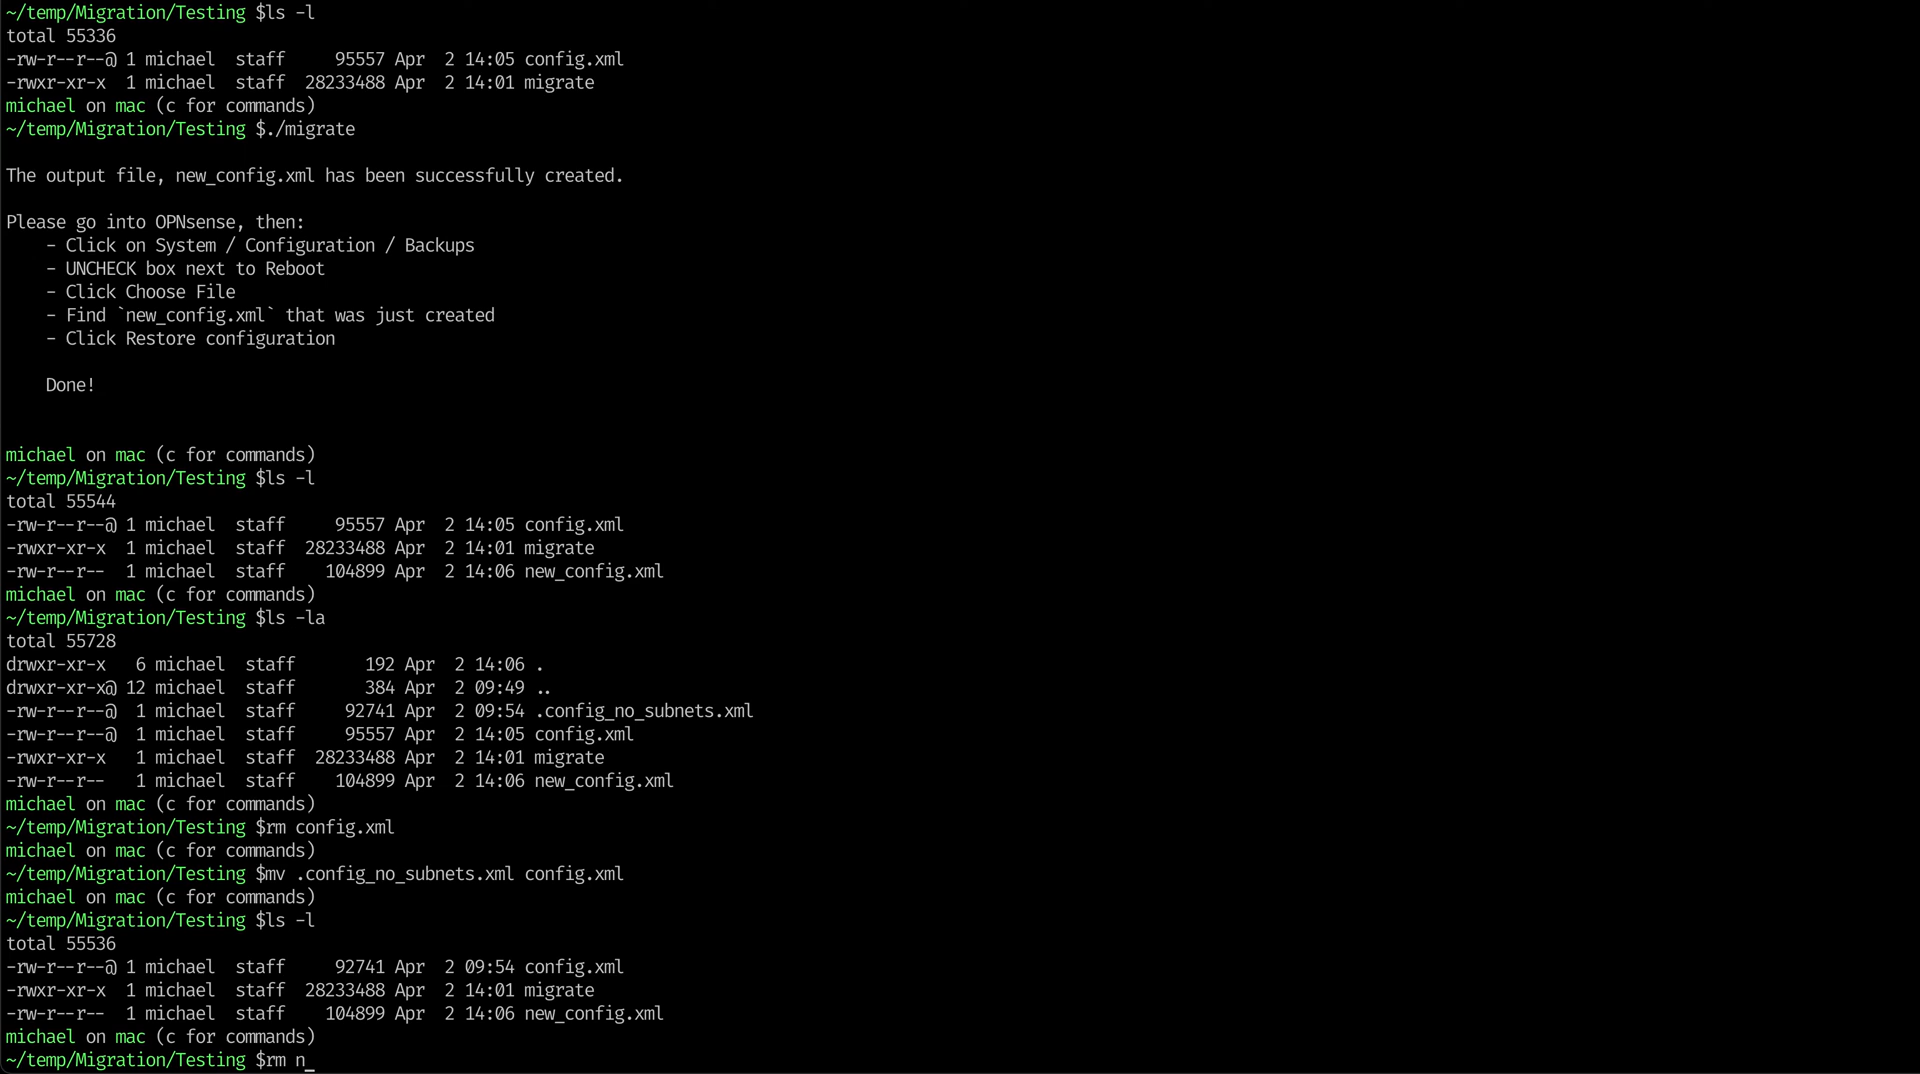 ~/temp/Migration/Testing $ls -l
total 55336
-rw-r--r--@ 1 michael  staff     95557 Apr  2 14:05 config.xml
-rwxr-xr-x  1 michael  staff  28233488 Apr  2 14:01 migrate
michael on mac (c for commands)
~/temp/Migration/Testing $./migrate
The output file, new_config.xml has been successfully created.
Please go into OPNsense, then:
    - Click on System / Configuration / Backups
    - UNCHECK box next to Reboot
    - Click Choose File
    - Find `new_config.xml` that was just created
    - Click Restore configuration
    Done!
michael on mac (c for commands)
~/temp/Migration/Testing $ls -l
total 55544
-rw-r--r--@ 1 michael  staff     95557 Apr  2 14:05 config.xml
-rwxr-xr-x  1 michael  staff  28233488 Apr  2 14:01 migrate
-rw-r--r--  1 michael  staff    104899 Apr  2 14:06 new_config.xml
michael on mac (c for commands)
~/temp/Migration/Testing $ls -la
total 55728
drwxr-xr-x   6 michael  staff       192 Apr  2 14:06 .
drwxr-xr-x@ 12 michael  staff       384 Apr  2 09:49 ..
-rw-r--r--@  1 michael  staff     92741 Apr  2 09:54 .config_no_subnets.xml
-rw-r--r--@  1 michael  staff     95557 Apr  2 14:05 config.xml
-rwxr-xr-x   1 michael  staff  28233488 Apr  2 14:01 migrate
-rw-r--r--   1 michael  staff    104899 Apr  2 14:06 new_config.xml
michael on mac (c for commands)
~/temp/Migration/Testing $rm config.xml
michael on mac (c for commands)
~/temp/Migration/Testing $mv .config_no_subnets.xml config.xml
michael on mac (c for commands)
~/temp/Migration/Testing $ls -l
total 55536
-rw-r--r--@ 1 michael  staff     92741 Apr  2 09:54 config.xml
-rwxr-xr-x  1 michael  staff  28233488 Apr  2 14:01 migrate
-rw-r--r--  1 michael  staff    104899 Apr  2 14:06 new_config.xml
michael on mac (c for commands)
~/temp/Migration/Testing $rm n_